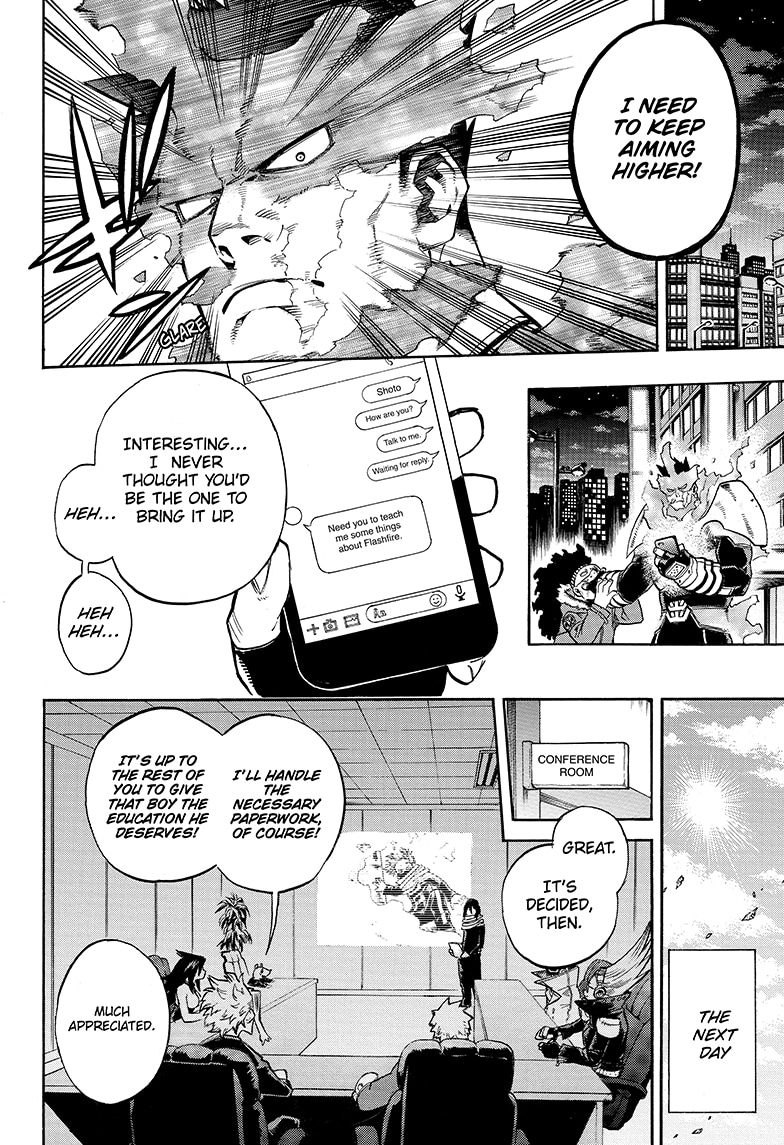 I NEED
TO KEEP
AIMING
HIGHER!
GLARE
D
Shoto
How are you?
Talk to me.
Waiting for reply.
Need you to teach
me some things
about Flashfire.
Aa
INTERESTING...
I NEVER
THOUGHT YOU'D
BE THE ONE TO
BRING IT UP.
HEH...
HEH
HEH...
THE
NEXT
DAY
CONFERENCE
ROOM
GREAT.
IT'S
DECIDED,
THEN.
I'LL HANDLE
THE
NECESSARY
PAPERWORK,
OF COURSE!
IT'S UP TO
THE REST OF
YOU TO GIVE
THAT BOY THE
EDUCATION HE
DESERVES!
MUCH
APPRECIATED.